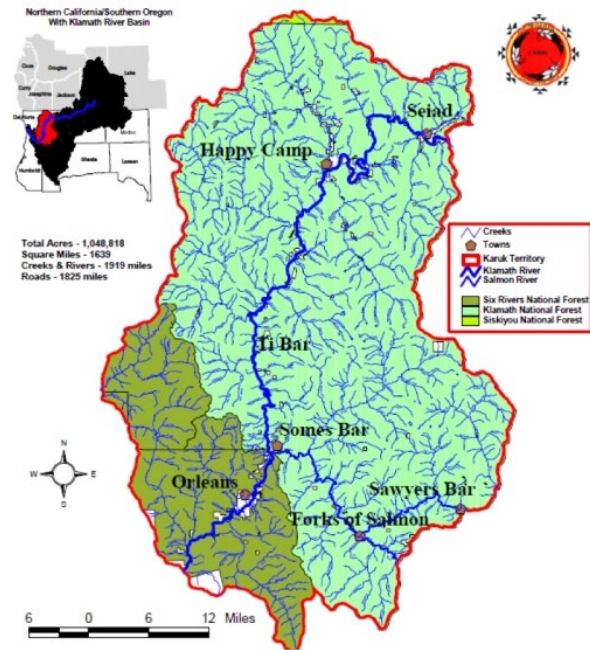 Northern California/Southern Oregon
With Klamath River Basin
Coos
Douglas
Lake
Curry
Jackson
Josephine
Del Norte
Modoc
Humboldt
Shasta
Lassen
Total Acres - 1,048,818
Square Miles - 1639
Creeks & Rivers - 1919 miles
Roads - 1825 miles
Seiad
Happy Camp
Creeks
Towns
Karuk Territory
Klamath River
Salmon River
Six Rivers National Forest
Klamath National Forest
Siskiyou National Forest
Ti Bar
Somes Bar
N
W
E
S
Orleans
Sawyers Bar
Forks of Salmon
6
0
6
12
Miles